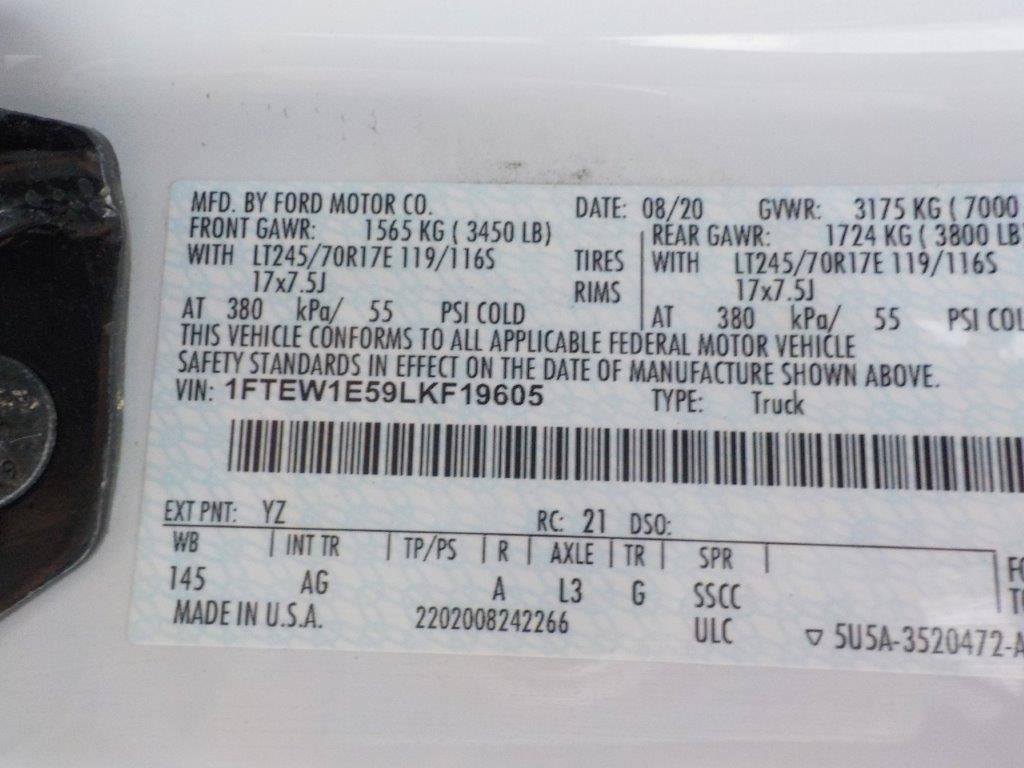 MFD. BY FORD MOTOR CO. DATE: 08/20 GVWR: 3175 KG ( 7000
FRONT GAWR: 1565 KG ( 3450 LB) REAR GAWR: 1724 KG ( 3800 LB
WITH LT245/70R17E 119/116S TIRES WITH LT245/70R17E 119/116S
17x7.5J RIMS 17x7.5J
AT 380 kPa/ 55 PSI COLD AT 380 kPa/ 55 PSI COL
THIS VEHICLE CONFORMS TO ALL APPLICABLE FEDERAL MOTOR VEHICLE
SAFETY STANDARDS IN EFFECT ON THE DATE OF MANUFACTURE SHOWN ABOVE.
VIN: 1FTEW1E59LKF19605 TYPE: Truck
EXT PNT: YZ RC: 21 DSO:
WB INT TR TP/PS R AXLE TR SPR
145 AG A L3 G SSCC
MADE IN U.S.A. 2202008242266 ULC ▽ 5U5A-3520472-A